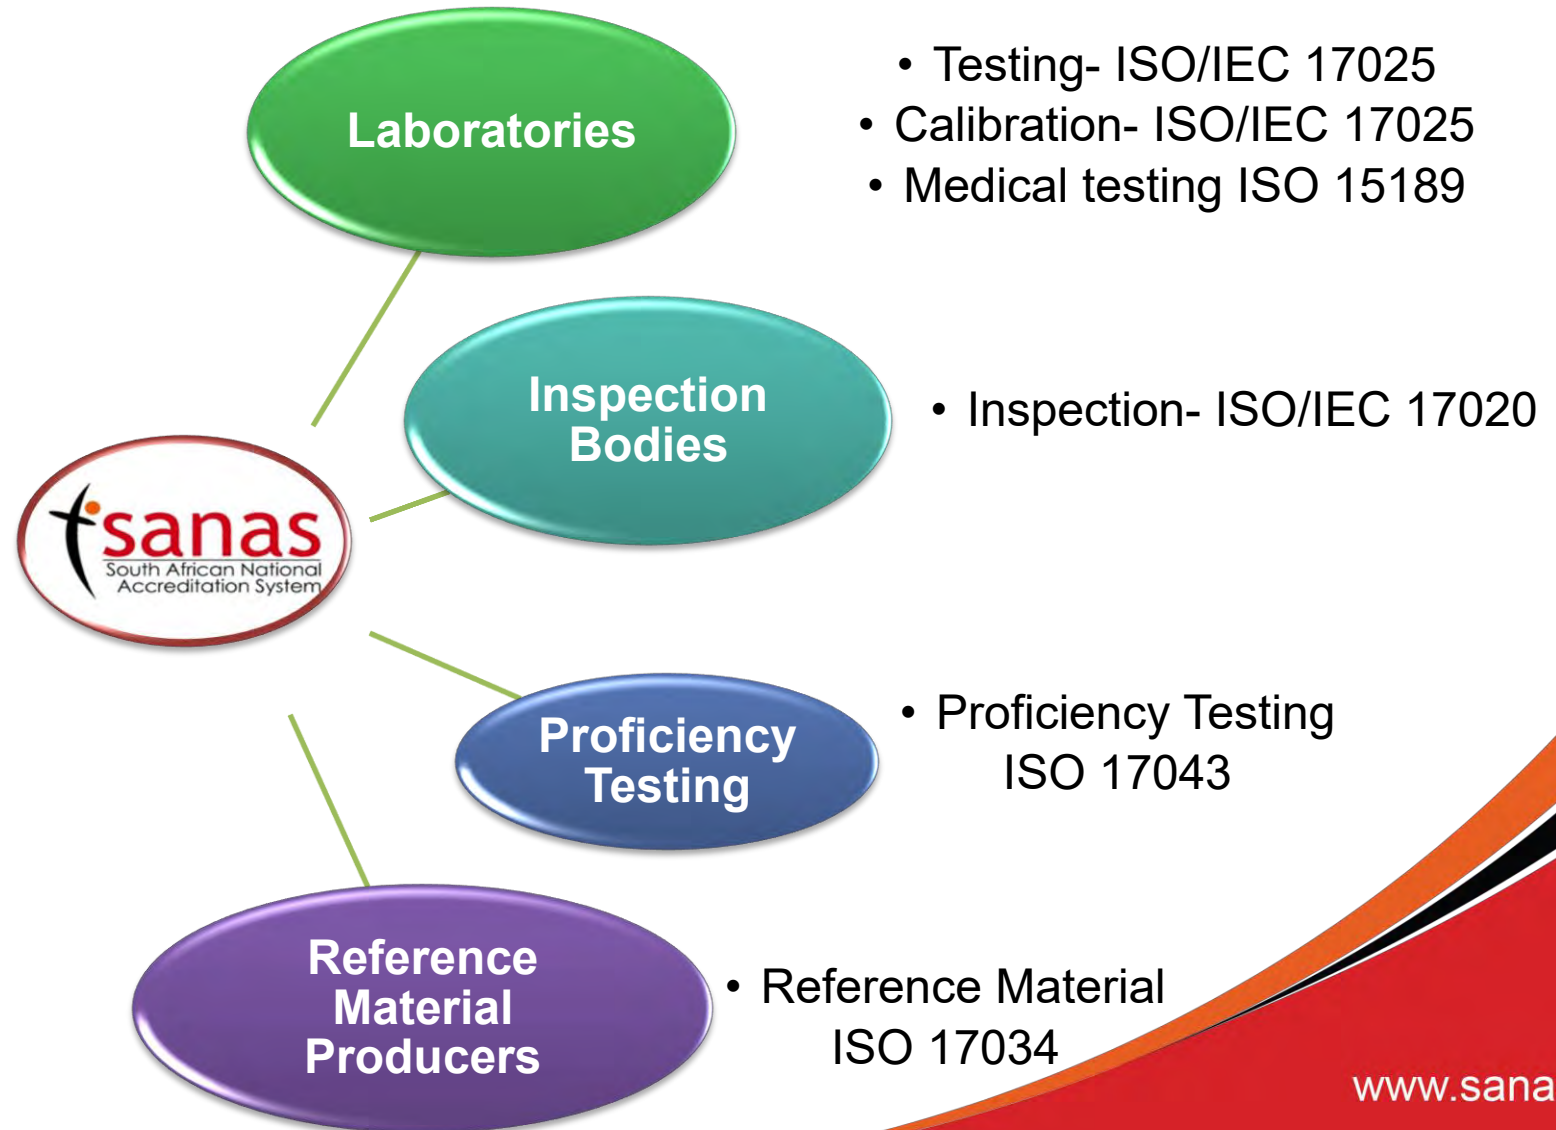 Laboratories
• Testing- ISO/IEC 17025
• Calibration- ISO/IEC 17025
• Medical testing ISO 15189
Inspection
Bodies
• Inspection- ISO/IEC 17020
sanas
South African National
Accreditation System
Proficiency
Testing
• Proficiency Testing
ISO 17043
Reference
Material
Producers
• Reference Material
ISO 17034
www.sana